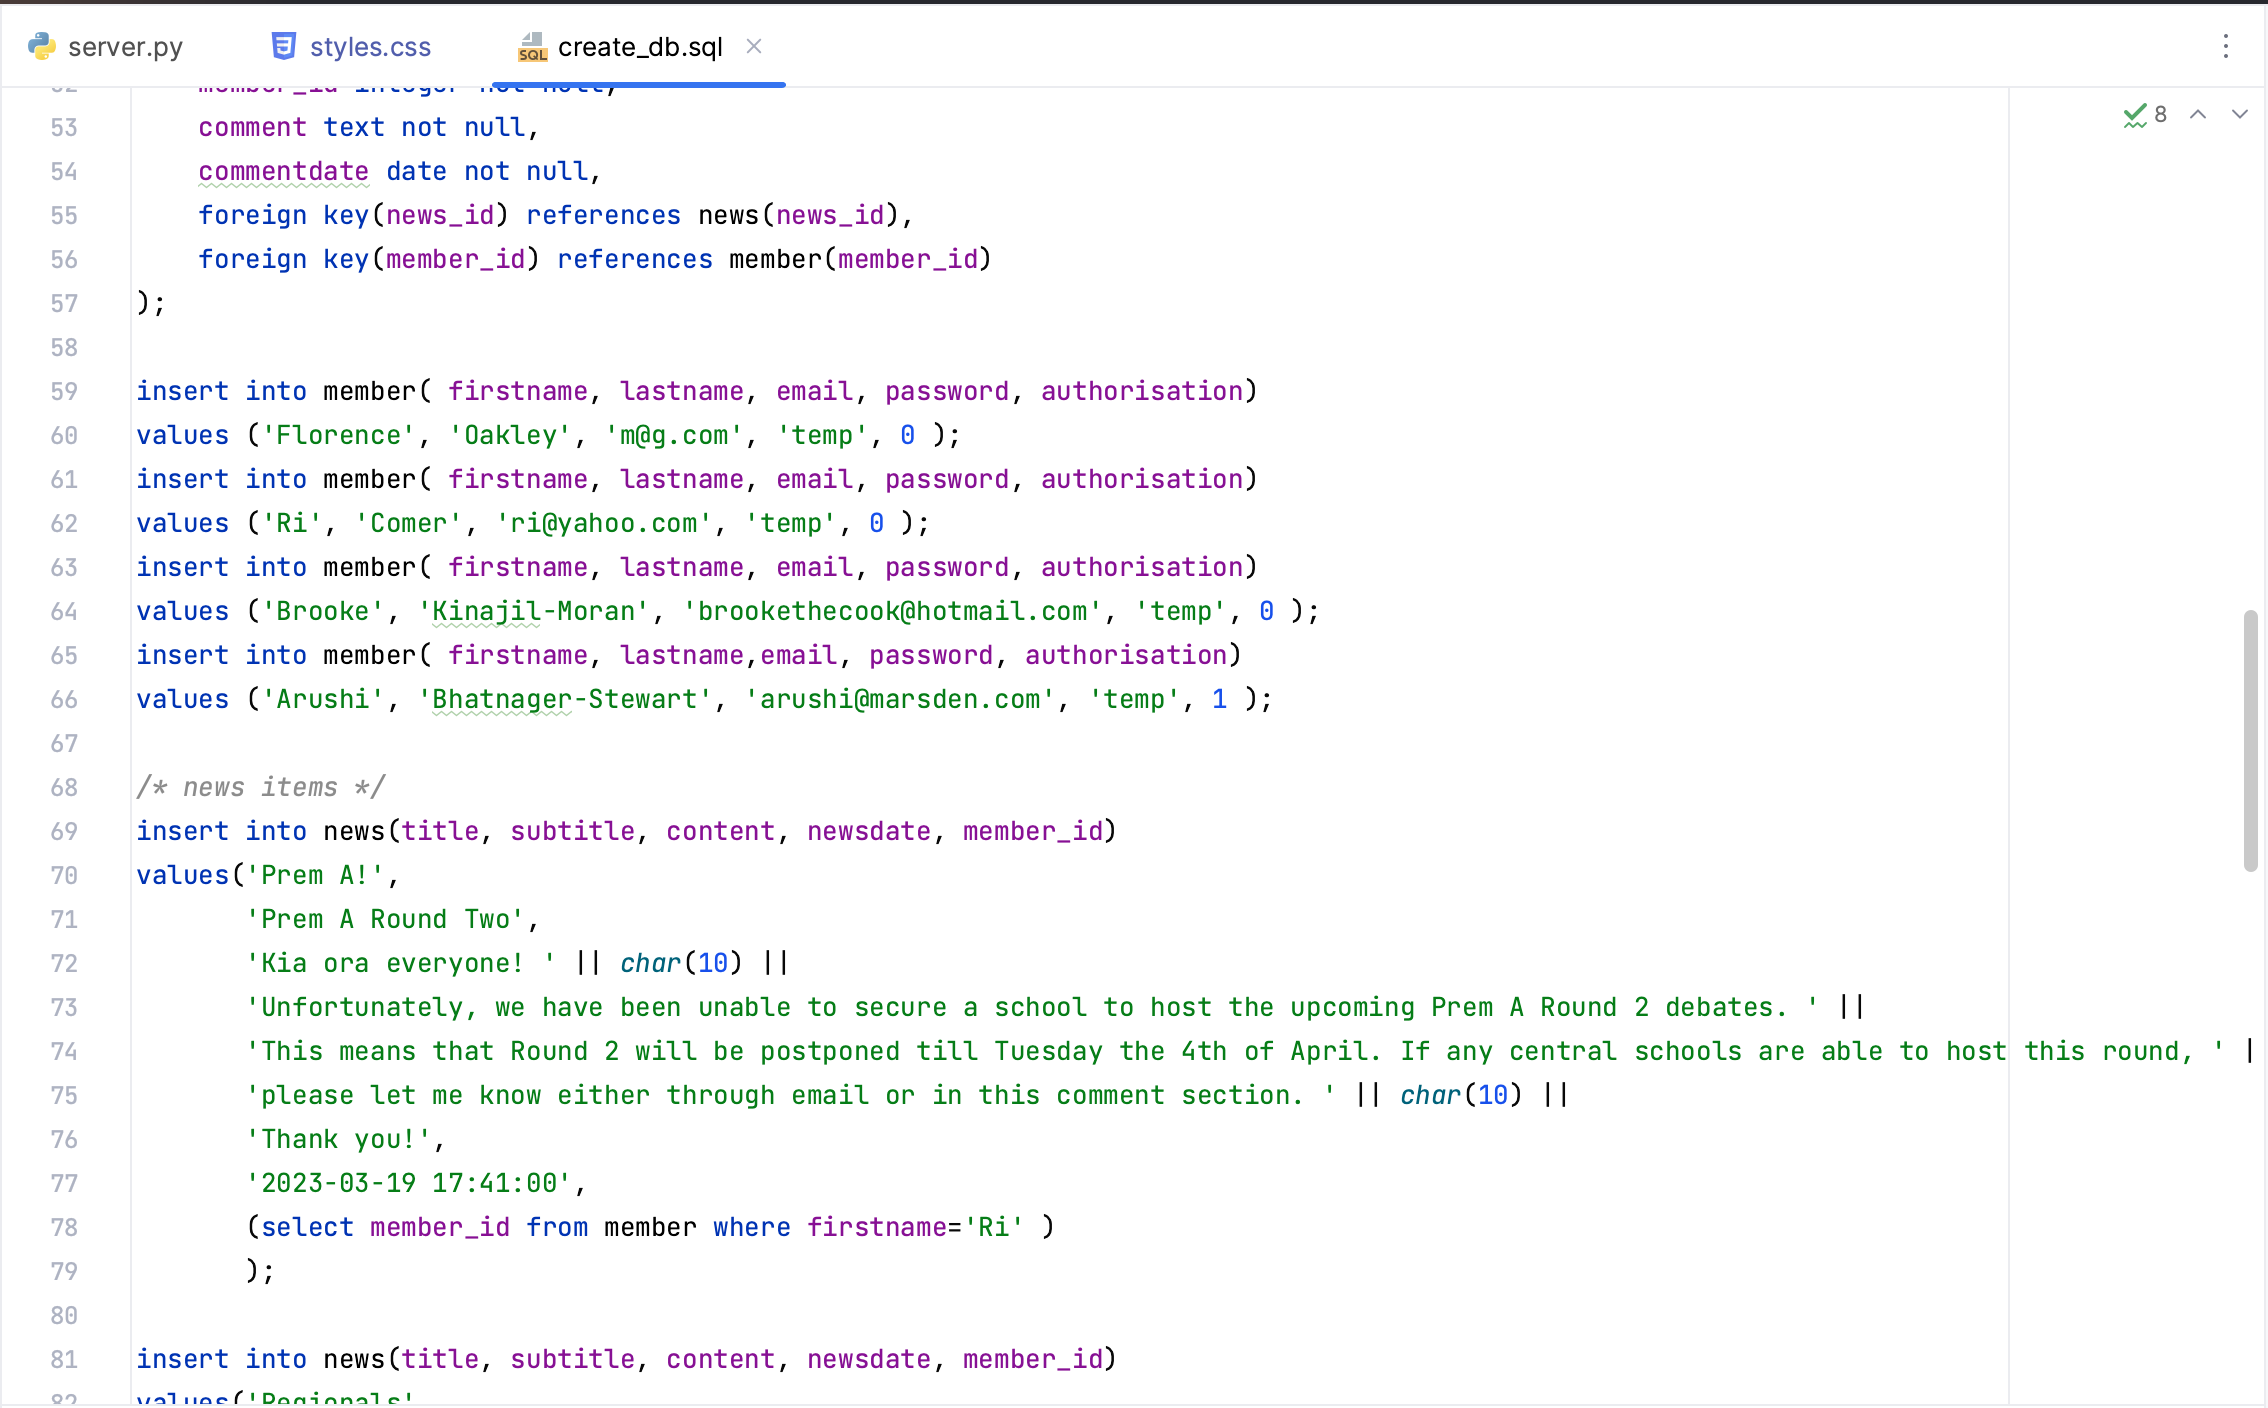 server.py styles.css create_db.sql
52 member_id integer not null,
8
53 comment text not null,
54 commentdate date not null,
55 foreign key(news_id) references news(news_id),
56 foreign key(member_id) references member(member_id)
57 );
58
59 insert into member( firstname, lastname, email, password, authorisation)
60 values ('Florence', 'Oakley', 'm@g.com', 'temp', 0 );
61 insert into member( firstname, lastname, email, password, authorisation)
62 values ('Ri', 'Comer', 'ri@yahoo.com', 'temp', 0 );
63 insert into member( firstname, lastname, email, password, authorisation)
64 values ('Brooke', 'Kinajil-Moran', 'brookethecook@hotmail.com', 'temp', 0 );
65 insert into member( firstname, lastname,email, password, authorisation)
66 values ('Arushi', 'Bhatnager-Stewart', 'arushi@marsden.com', 'temp', 1 );
67
68 /* news items */
69 insert into news(title, subtitle, content, newsdate, member_id)
70 values('Prem A!',
71 'Prem A Round Two',
72 'Kia ora everyone! ' || char(10) ||
73 'Unfortunately, we have been unable to secure a school to host the upcoming Prem A Round 2 debates. ' ||
74 'This means that Round 2 will be postponed till Tuesday the 4th of April. If any central schools are able to host this round, ' |
75 'please let me know either through email or in this comment section. ' || char(10) ||
76 'Thank you!',
77 '2023-03-19 17:41:00',
78 (select member_id from member where firstname='Ri' )
79 );
80
81 insert into news(title, subtitle, content, newsdate, member_id)
82 values('Regionals'